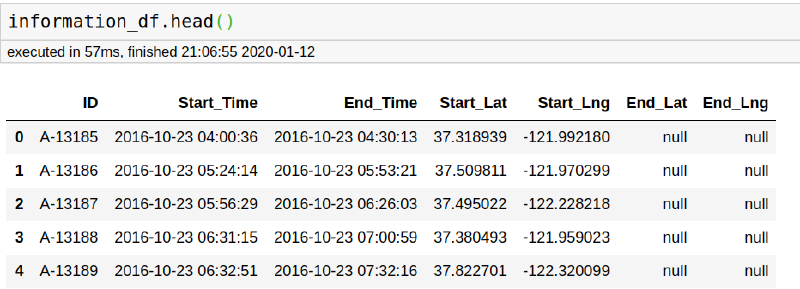 information_df.head()
executed in 57ms, finished 21:06:55 2020-01-12
ID Start_Time End_Time Start_Lat Start_Lng End_Lat End_Lng
0 A-13185 2016-10-23 04:00:36 2016-10-23 04:30:13 37.318939 -121.992180 null null
1 A-13186 2016-10-23 05:24:14 2016-10-23 05:53:21 37.509811 -121.970299 null null
2 A-13187 2016-10-23 05:56:29 2016-10-23 06:26:03 37.495022 -122.228218 null null
3 A-13188 2016-10-23 06:31:15 2016-10-23 07:00:59 37.380493 -121.959023 null null
4 A-13189 2016-10-23 06:32:51 2016-10-23 07:32:16 37.822701 -122.320099 null null